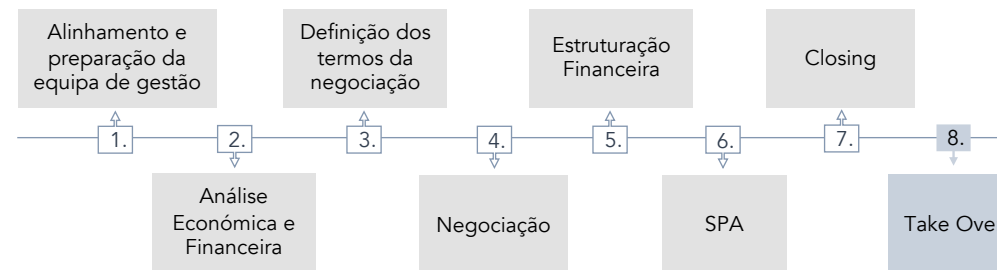 Alinhamento e
preparação da
equipa de gestão
Definição dos
termos da
negociação
Estruturação
Financeira
Closing
1.
2.
3.
4.
5.
6.
7.
8.
Análise
Económica e
Financeira
Negociação
SPA
Take Ove